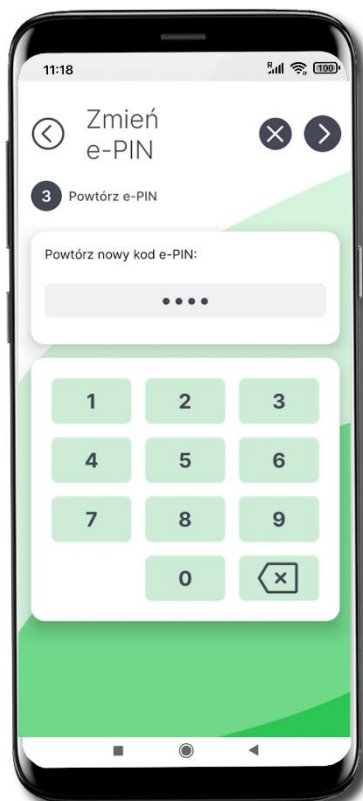 11:18
R
100
Zmień
e-PIN
3 Powtórz e-PIN
Powtórz nowy kod e-PIN:
••••
1 2 3
4 5 6
7 8 9
0